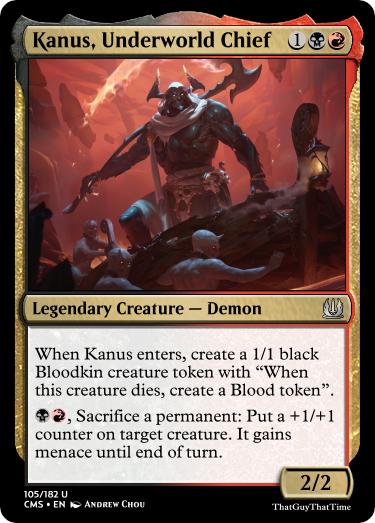 Kanus, Underworld Chief 1
Legendary Creature — Demon
When Kanus enters, create a 1/1 black
Bloodkin creature token with “When
this creature dies, create a Blood token”.
, Sacrifice a permanent: Put a +1/+1
counter on target creature. It gains
menace until end of turn.
2/2
105/182 U
CMS • EN Andrew Chou
ThatGuyThatTime